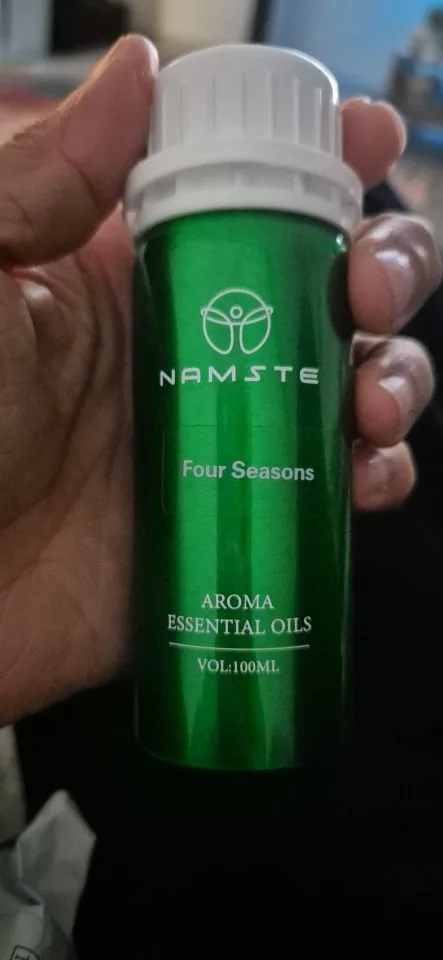 NAMSTE
Four Seasons
AROMA
ESSENTIAL OILS
VOL:100ML